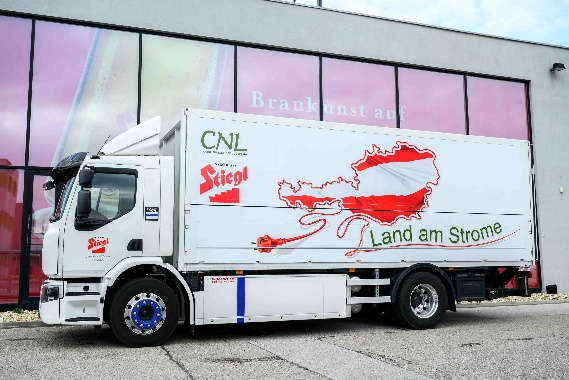 Braukunst auf
CNL
Stiegl
Land am Strome
Stiegl